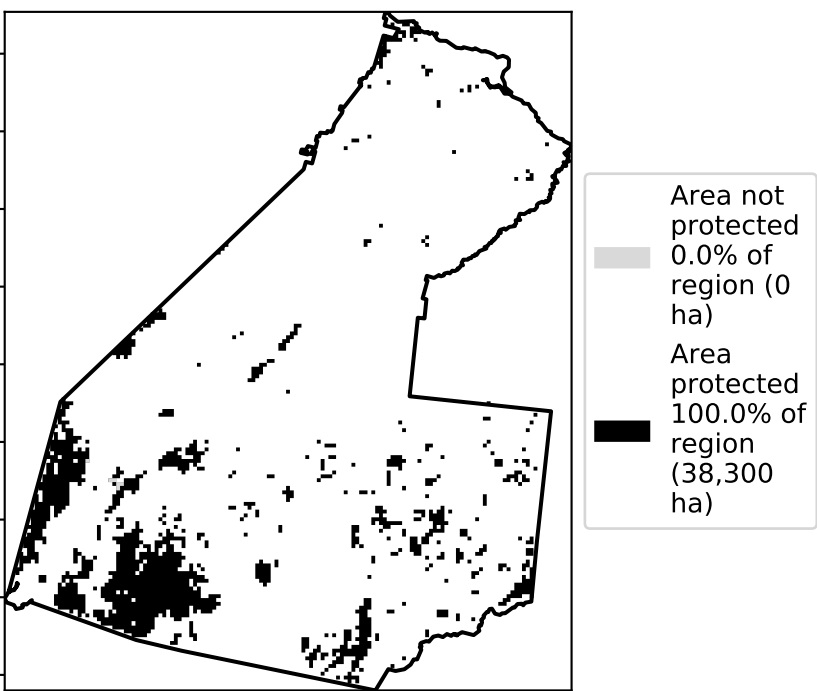 Area not
protected
0.0% of
region (0
ha)
Area
protected
100.0% of
region
(38,300
ha)